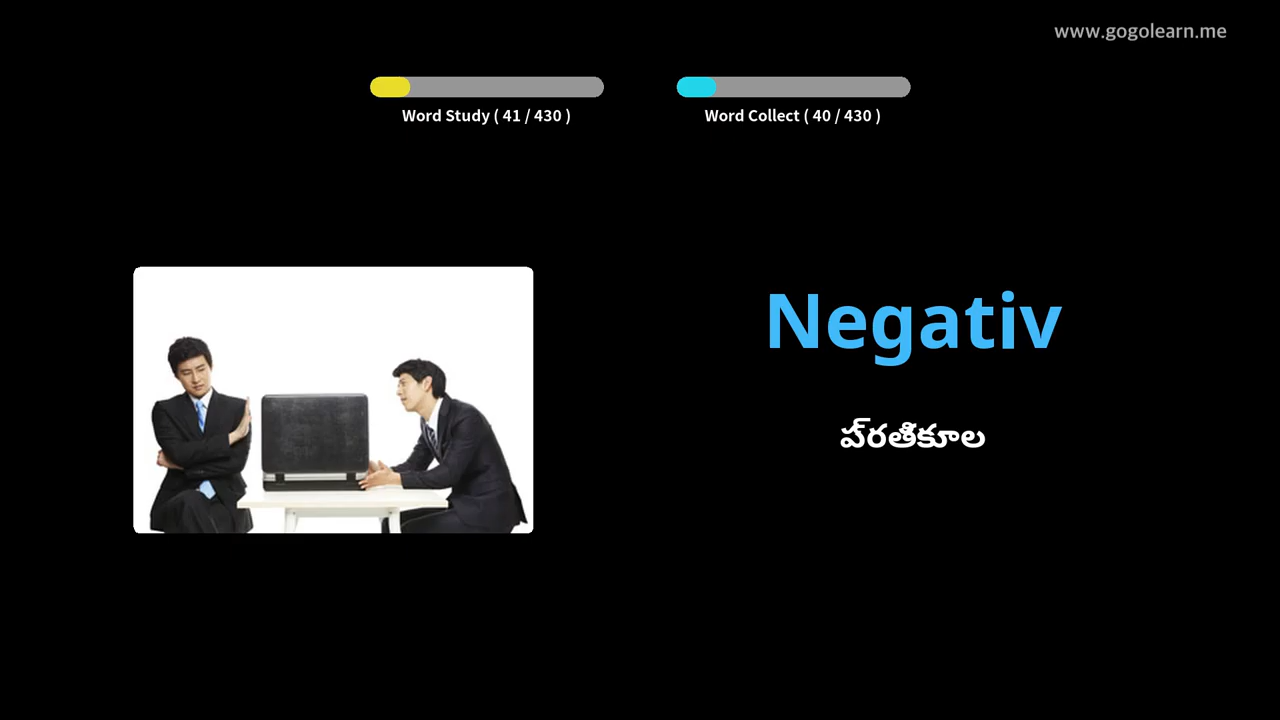 www.gogolearn.me
Word Study ( 41 / 430 )
Word Collect ( 40 / 430 )
Negativ
ప్రతికూల